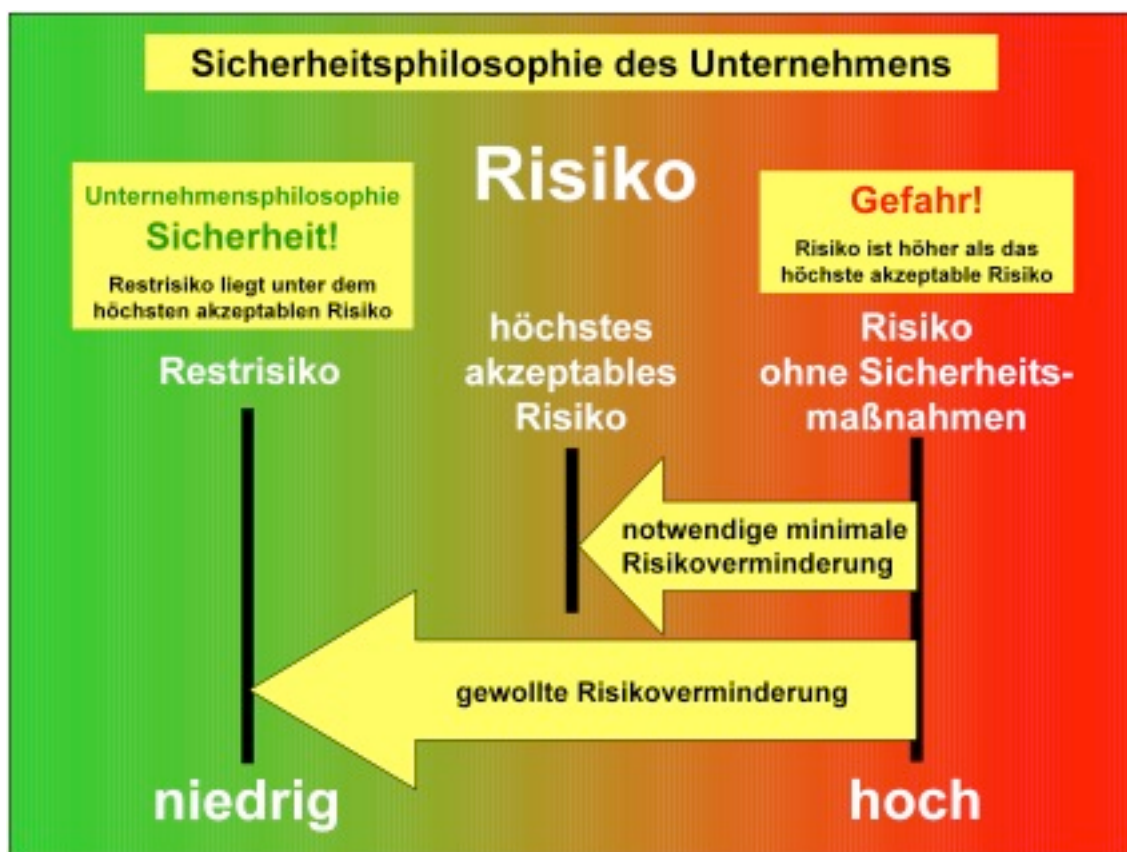 Sicherheitsphilosophie des Unternehmens
Risiko
Unternehmensphilosophie
Sicherheit!
Restrisiko liegt unter dem
höchsten akzeptablen Risiko
Gefahr!
Risiko ist höher als das
höchste akzeptable Risiko
Restrisiko
höchstes
akzeptables
Risiko
Risiko
ohne Sicherheits-
maßnahmen
notwendige minimale
Risikoverminderung
gewollte Risikoverminderung
niedrig
hoch